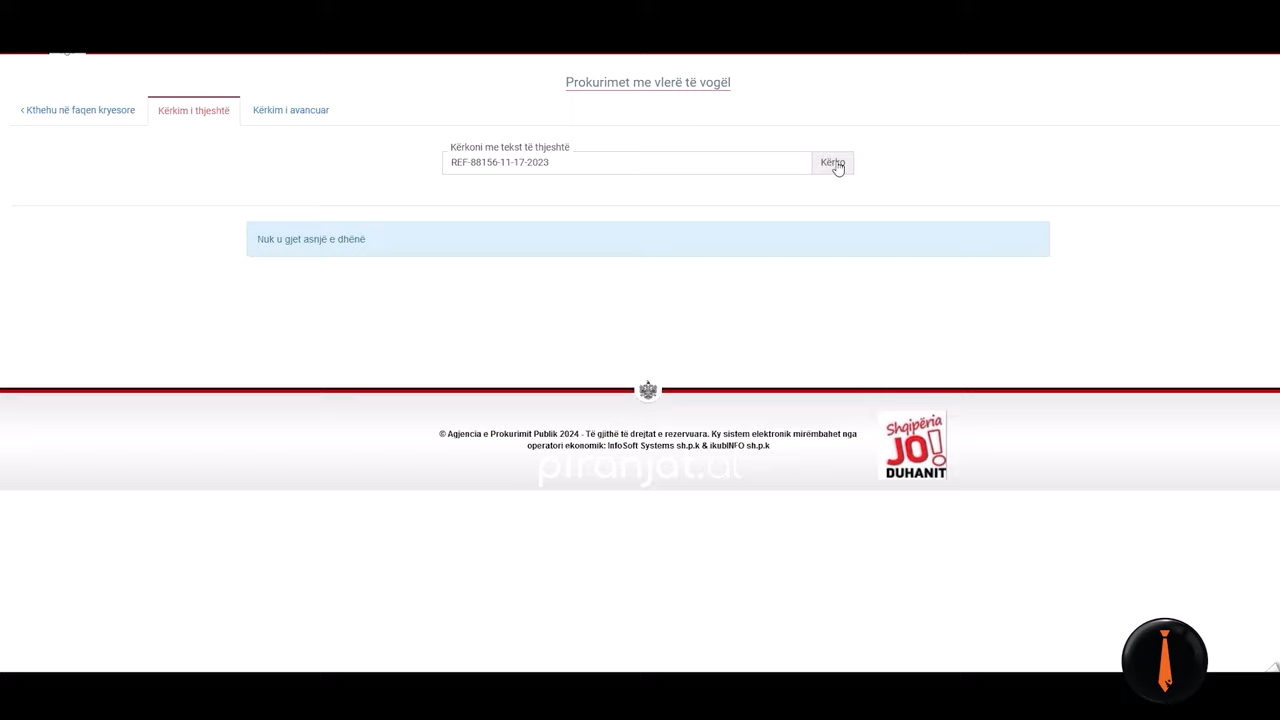 Prokurimet me vlerë të vogël
‹ Kthehu në faqen kryesore Kërkim i thjeshtë Kërkim i avancuar
Kërkoni me tekst të thjeshtë
REF-88156-11-17-2023 Kërko
Nuk u gjet asnjë e dhënë
© Agjencia e Prokurimit Publik 2024 - Të gjithë të drejtat e rezervuara. Ky sistem elektronik mirëmbahet nga
operatori ekonomik: InfoSoft Systems sh.p.k & ikubINFO sh.p.k
piranjat.al
Shqipëria
JO!
DUHANIT